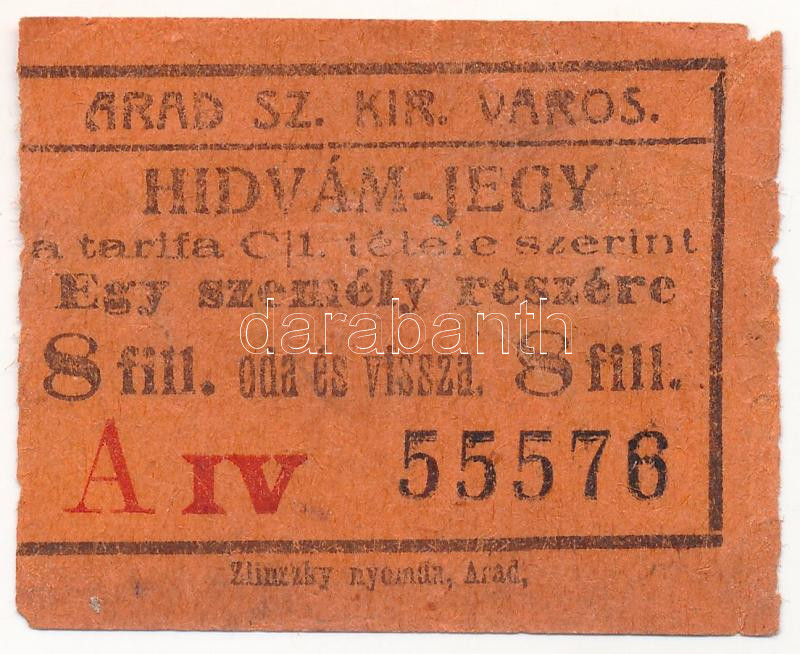 ARAD SZ. KIR. VAROS.
HIDVÁM-JEGY
a tarifa C|1. tétele szerint
Egy személy részére
darabanth
8 fill. oda és vissza. 8 fill.
A IV 55576
Zlinszky nyomda, Arad,